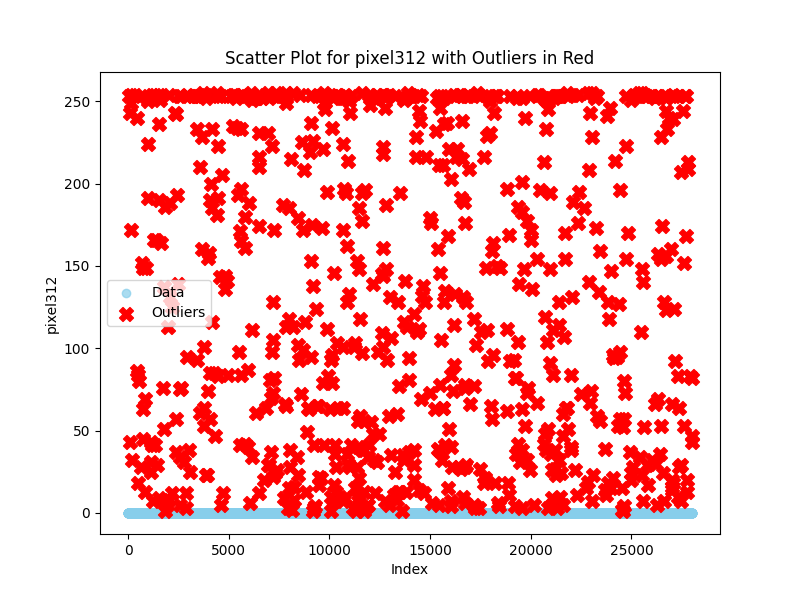 Scatter Plot for pixel312 with Outliers in Red
250
200
150
100
50
0
pixel312
Data
Outliers
0
5000
10000
15000
20000
25000
Index